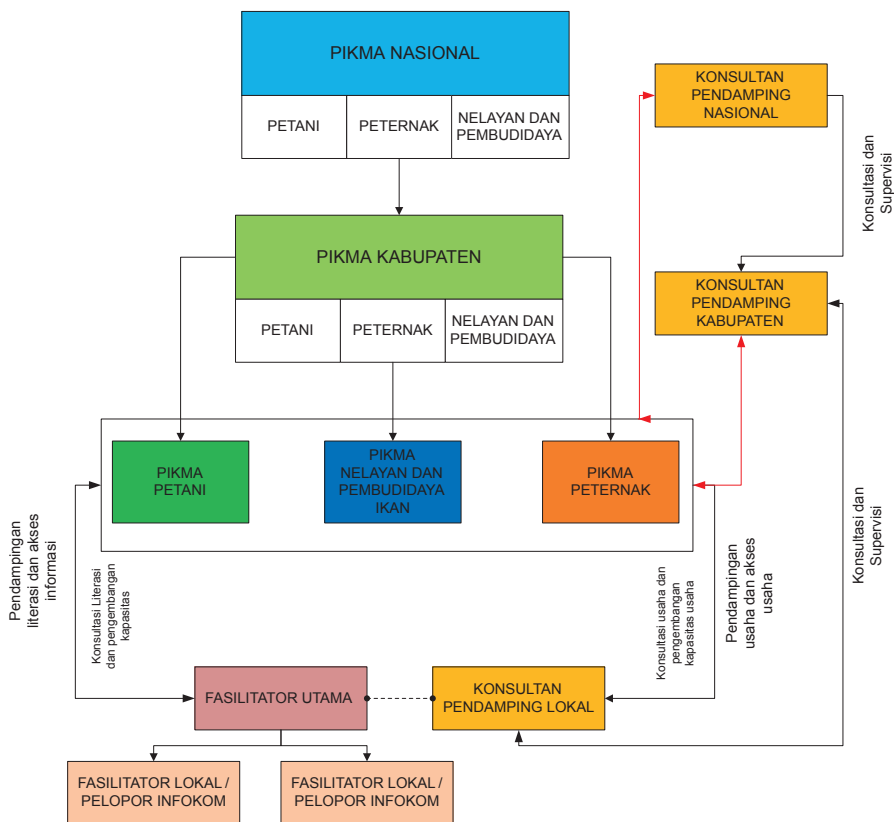 PIKMA NASIONAL
PETANI
PETERNAK
NELAYAN DAN
PEMBUDIDAYA
KONSULTAN
PENDAMPING
NASIONAL
Konsultasi dan
Supervisi
PIKMA KABUPATEN
PETANI
PETERNAK
NELAYAN DAN
PEMBUDIDAYA
KONSULTAN
PENDAMPING
KABUPATEN
PIKMA
PETANI
PIKMA
NELAYAN DAN
PEMBUDIDAYA
IKAN
PIKMA
PETERNAK
Pendampingan
literasi dan akses
informasi
Konsultasi Literasi
dan pengembangan
kapasitas
Konsultasi usaha dan
pengembangan
kapasitas usaha
Pendampingan
usaha dan akses
usaha
Konsultasi dan
Supervisi
FASILITATOR UTAMA
KONSULTAN
PENDAMPING LOKAL
FASILITATOR LOKAL /
PELOPOR INFOKOM
FASILITATOR LOKAL /
PELOPOR INFOKOM